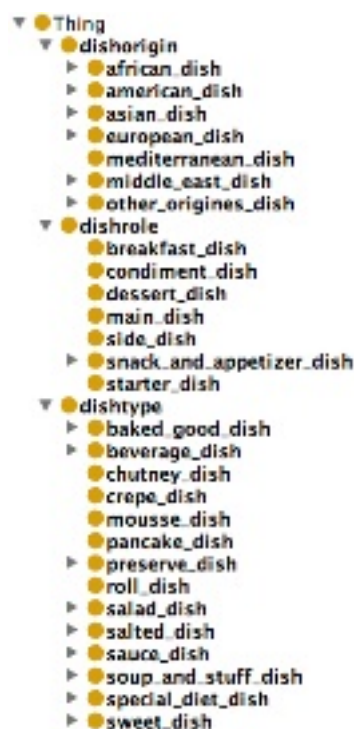 Thing
dishorigin
african_dish
american_dish
asian_dish
european_dish
mediterranean_dish
middle_east_dish
other_origines_dish
dishrole
breakfast_dish
condiment_dish
dessert_dish
main_dish
side_dish
snack_and_appetizer_dish
starter_dish
dishtype
baked_good_dish
beverage_dish
chutney_dish
crepe_dish
mousse_dish
pancake_dish
preserve_dish
roll_dish
salad_dish
salted_dish
sauce_dish
soup_and_stuff_dish
special_diet_dish
sweet_dish